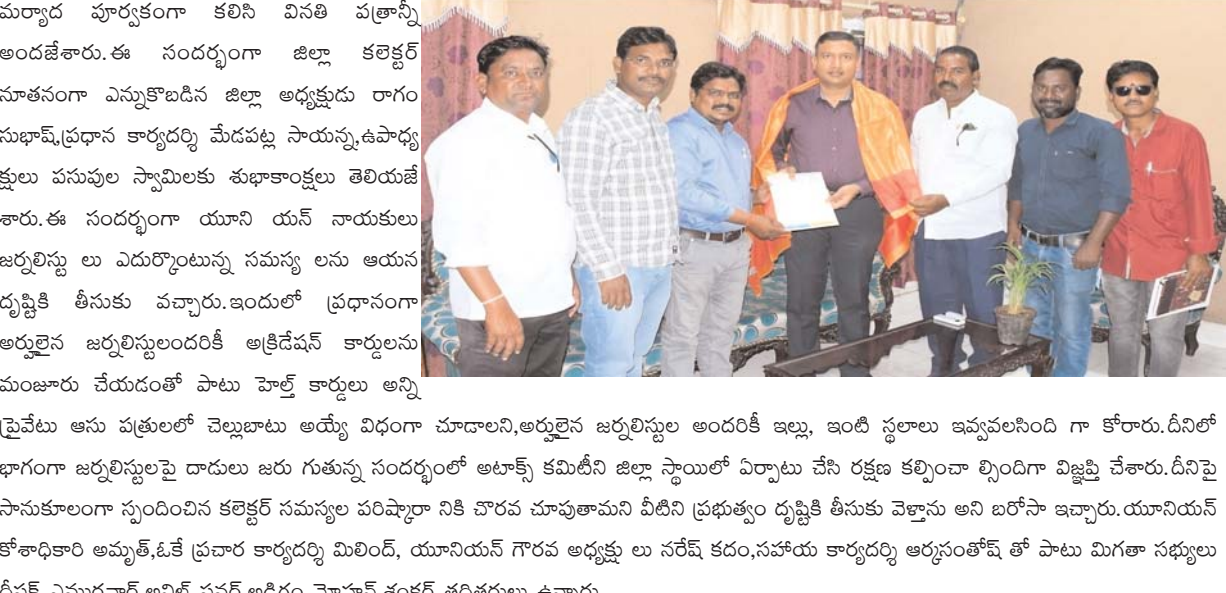 మర్యాద పూర్వకంగా కలిసి వినతి పత్రాన్నీ
అందజేశారు.ఈ సందర్భంగా జిల్లా కలెక్టర్
నూతనంగా ఎన్నుకొబడిన జిల్లా అధ్యక్షుడు రాగం
సుభాష్,ప్రధాన కార్యదర్శి మేడపట్ల సాయన్న,ఉపాధ్య
క్షులు పసుపుల స్వామిలకు శుభాకాంక్షలు తెలియజే
శారు.ఈ సందర్భంగా యూని యన్ నాయకులు
జర్నలిస్టు లు ఎదుర్కొంటున్న సమస్య లను ఆయన
దృష్టికి తీసుకు వచ్చారు.ఇందులో ప్రధానంగా
అర్హులైన జర్నలిస్టులందరికీ అక్రిడేషన్ కార్డులను
మంజూరు చేయడంతో పాటు హెల్త్ కార్డులు అన్ని
ప్రైవేటు ఆసు పత్రులలో చెల్లుబాటు అయ్యే విధంగా చూడాలని,అర్హులైన జర్నలిస్టుల అందరికీ ఇల్లు, ఇంటి స్థలాలు ఇవ్వవలసింది గా కోరారు.దీనిలో
భాగంగా జర్నలిస్టులపై దాడులు జరు గుతున్న సందర్భంలో అటాక్స్ కమిటీని జిల్లా స్థాయిలో ఏర్పాటు చేసి రక్షణ కల్పించా ల్సిందిగా విజ్ఞప్తి చేశారు.దీనిపై
సానుకూలంగా స్పందించిన కలెక్టర్ సమస్యల పరిష్కారా నికి చొరవ చూపుతామని వీటిని ప్రభుత్వం దృష్టికి తీసుకు వెళ్తాను అని బరోసా ఇచ్చారు.యూనియన్
కోశాధికారి అమృత్,ఓకే ప్రచార కార్యదర్శి మిలింద్, యూనియన్ గౌరవ అధ్యక్షు లు నరేష్ కదం,సహాయ కార్యదర్శి ఆర్కసంతోష్ తో పాటు మిగతా సభ్యులు